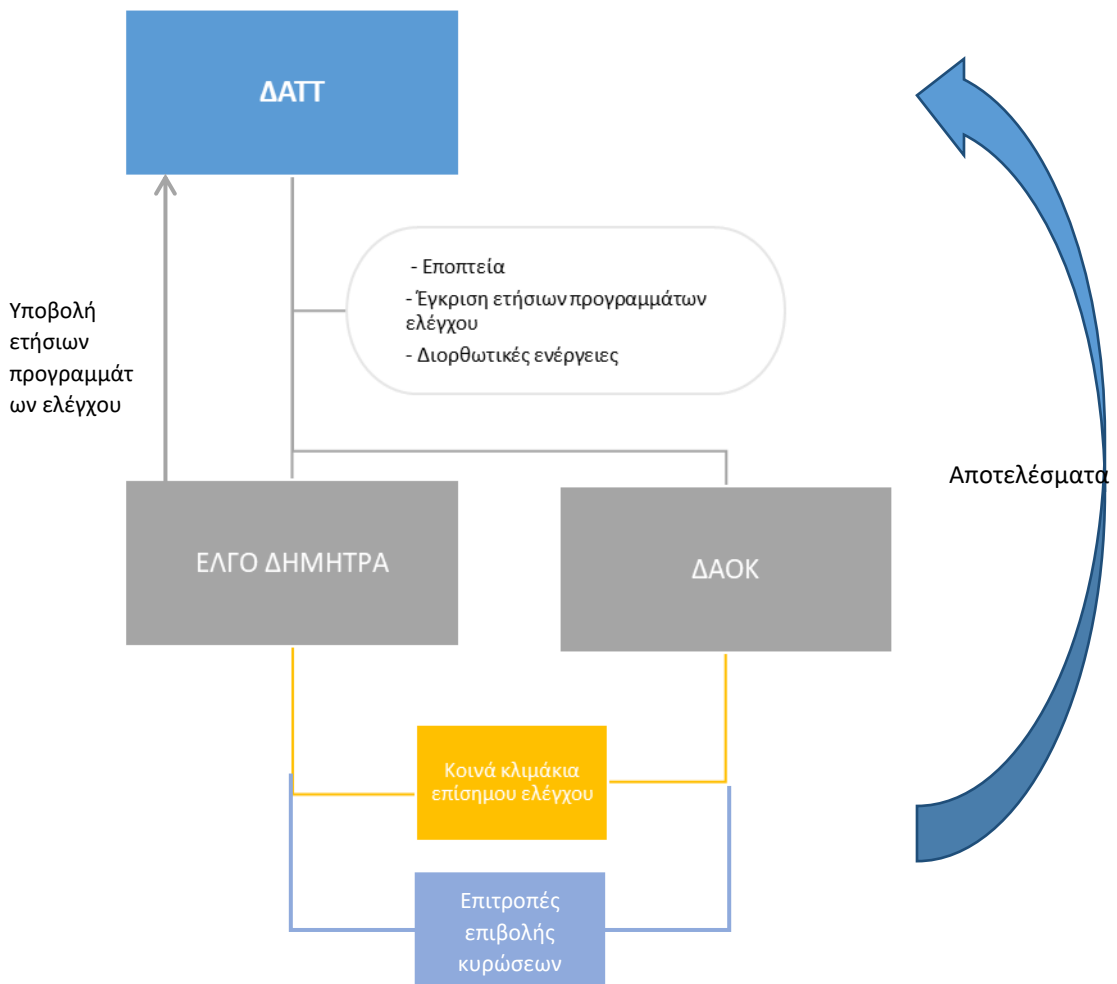 ΔΑΤΤ
- Εποπτεία
- Έγκριση ετήσιων προγραμμάτων
ελέγχου
- Διορθωτικές ενέργειες
Υποβολή
ετήσιων
προγραμμάτ
ων ελέγχου
Αποτελέσματα
ΕΛΓΟ ΔΗΜΗΤΡΑ
ΔΑΟΚ
Κοινά κλιμάκια
επίσημου ελέγχου
Επιτροπές
επιβολής
κυρώσεων